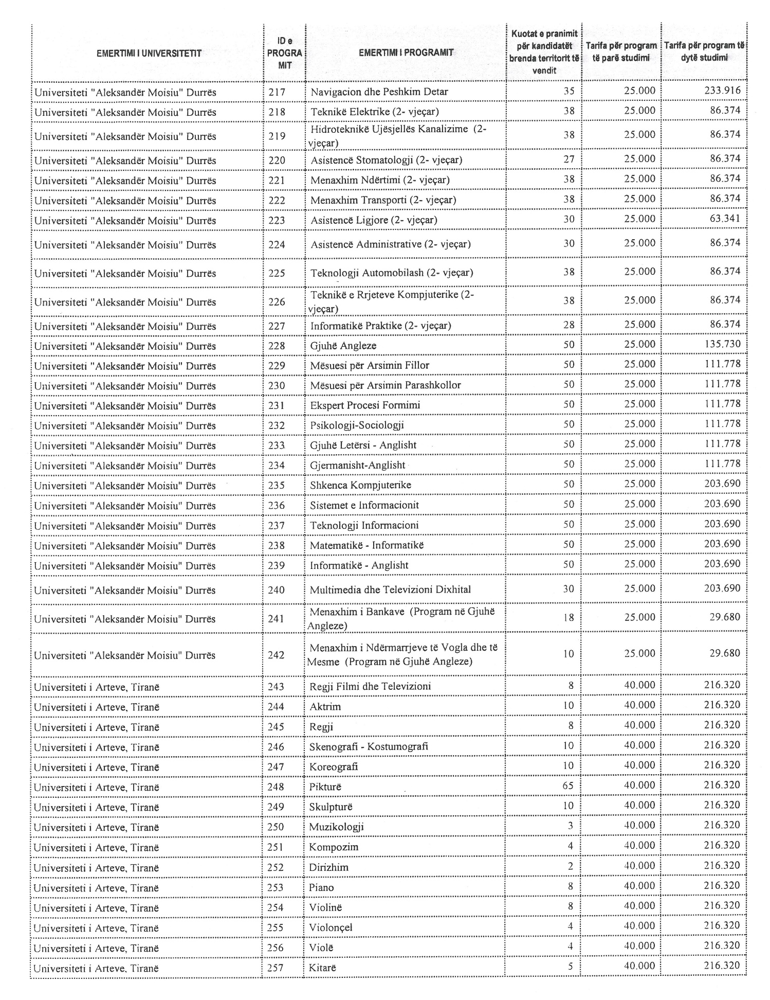 EMERTIMI I UNIVERSITETIT
ID e
PROGRA
MIT
EMERTIMI I PROGRAMIT
Kuotat e pranimit
për kandidatët
brenda territorit të
vendit
Tarifa për program
të parë studimi
Tarifa për program të
dytë studimi
Universiteti "Aleksandër Moisiu" Durrës 217 Navigacion dhe Peshkim Detar 35 25.000 233.916
Universiteti "Aleksandër Moisiu" Durrës 218 Teknikë Elektrike (2- vjeçar) 38 25.000 86.374
Universiteti "Aleksandër Moisiu" Durrës 219 Hidroteknikë Ujësjellës Kanalizime (2-
vjeçar) 38 25.000 86.374
Universiteti "Aleksandër Moisiu" Durrës 220 Asistencë Stomatologji (2- vjeçar) 27 25.000 86.374
Universiteti "Aleksandër Moisiu" Durrës 221 Menaxhim Ndërtimi (2- vjeçar) 38 25.000 86.374
Universiteti "Aleksandër Moisiu" Durrës 222 Menaxhim Transporti (2- vjeçar) 38 25.000 86.374
Universiteti "Aleksandër Moisiu" Durrës 223 Asistencë Ligjore (2- vjeçar) 30 25.000 63.341
Universiteti "Aleksandër Moisiu" Durrës 224 Asistencë Administrative (2- vjeçar) 30 25.000 86.374
Universiteti "Aleksandër Moisiu" Durrës 225 Teknologji Automobilash (2- vjeçar) 38 25.000 86.374
Universiteti "Aleksandër Moisiu" Durrës 226 Teknikë e Rrjeteve Kompjuterike (2-
vjeçar) 38 25.000 86.374
Universiteti "Aleksandër Moisiu" Durrës 227 Informatikë Praktike (2- vjeçar) 28 25.000 86.374
Universiteti "Aleksandër Moisiu" Durrës 228 Gjuhë Angleze 50 25.000 135.730
Universiteti "Aleksandër Moisiu" Durrës 229 Mësuesi për Arsimin Fillor 50 25.000 111.778
Universiteti "Aleksandër Moisiu" Durrës 230 Mësuesi për Arsimin Parashkollor 50 25.000 111.778
Universiteti "Aleksandër Moisiu" Durrës 231 Ekspert Procesi Formimi 50 25.000 111.778
Universiteti "Aleksandër Moisiu" Durrës 232 Psikologji-Sociologji 50 25.000 111.778
Universiteti "Aleksandër Moisiu" Durrës 233 Gjuhë Letërsi - Anglisht 50 25.000 111.778
Universiteti "Aleksandër Moisiu" Durrës 234 Gjermanisht-Anglisht 50 25.000 111.778
Universiteti "Aleksandër Moisiu" Durrës 235 Shkenca Kompjuterike 50 25.000 203.690
Universiteti "Aleksandër Moisiu" Durrës 236 Sistemet e Informacionit 50 25.000 203.690
Universiteti "Aleksandër Moisiu" Durrës 237 Teknologji Informacioni 50 25.000 203.690
Universiteti "Aleksandër Moisiu" Durrës 238 Matematikë - Informatikë 50 25.000 203.690
Universiteti "Aleksandër Moisiu" Durrës 239 Informatikë - Anglisht 50 25.000 203.690
Universiteti "Aleksandër Moisiu" Durrës 240 Multimedia dhe Televizioni Dixhital 30 25.000 203.690
Universiteti "Aleksandër Moisiu" Durrës 241 Menaxhim i Bankave (Program në Gjuhë
Angleze) 18 25.000 29.680
Universiteti "Aleksandër Moisiu" Durrës 242 Menaxhim i Ndërmarrjeve të Vogla dhe të
Mesme (Program në Gjuhë Angleze) 10 25.000 29.680
Universiteti i Arteve, Tiranë 243 Regji Filmi dhe Televizioni 8 40.000 216.320
Universiteti i Arteve, Tiranë 244 Aktrim 10 40.000 216.320
Universiteti i Arteve, Tiranë 245 Regji 8 40.000 216.320
Universiteti i Arteve, Tiranë 246 Skenografi - Kostumografi 10 40.000 216.320
Universiteti i Arteve, Tiranë 247 Koreografi 10 40.000 216.320
Universiteti i Arteve, Tiranë 248 Pikturë 65 40.000 216.320
Universiteti i Arteve, Tiranë 249 Skulpturë 10 40.000 216.320
Universiteti i Arteve, Tiranë 250 Muzikologji 3 40.000 216.320
Universiteti i Arteve, Tiranë 251 Kompozim 4 40.000 216.320
Universiteti i Arteve, Tiranë 252 Dirizhim 2 40.000 216.320
Universiteti i Arteve, Tiranë 253 Piano 8 40.000 216.320
Universiteti i Arteve, Tiranë 254 Violinë 8 40.000 216.320
Universiteti i Arteve, Tiranë 255 Violonçel 4 40.000 216.320
Universiteti i Arteve, Tiranë 256 Violë 4 40.000 216.320
Universiteti i Arteve, Tiranë 257 Kitarë 5 40.000 216.320